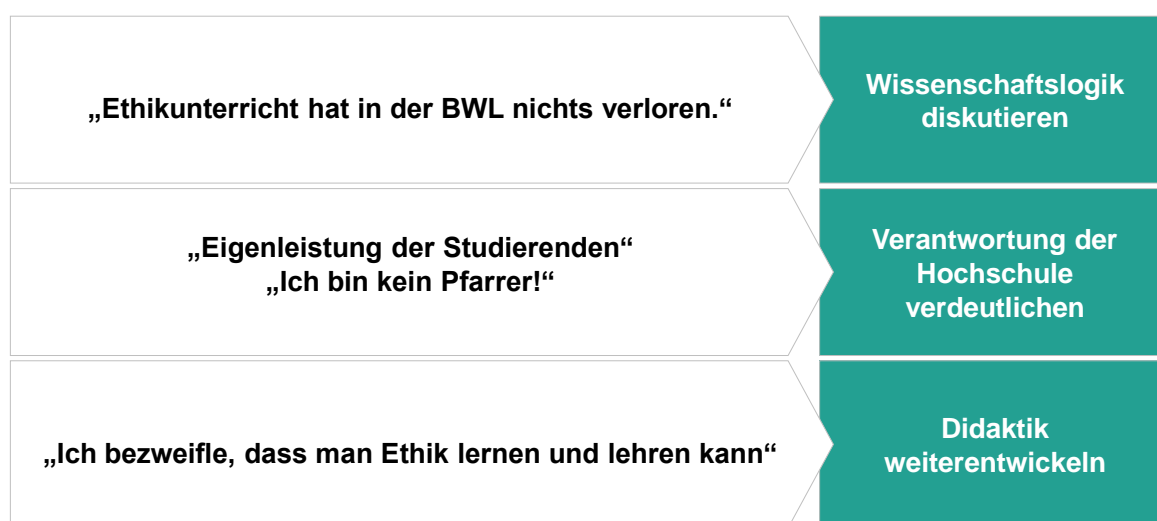 „Ethikunterricht hat in der BWL nichts verloren.“
Wissenschaftslogik
diskutieren
„Eigenleistung der Studierenden“
„Ich bin kein Pfarrer!“
Verantwortung der
Hochschule
verdeutlichen
„Ich bezweifle, dass man Ethik lernen und lehren kann“
Didaktik
weiterentwickeln